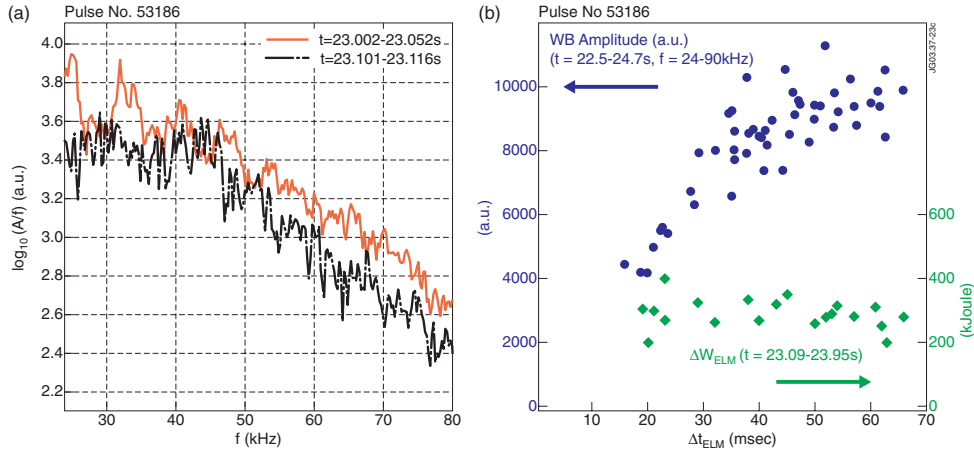 (a)
Pulse No. 53186
t=23.002-23.052s
t=23.101-23.116s
4.0
3.8
3.6
3.4
3.2
3.0
2.8
2.6
2.4
2.2
log10 (A/f) (a.u.)
30
40
50
60
70
80
f (kHz)
(b)
Pulse No 53186
JG03.37-23c
WB Amplitude (a.u.)
(t = 22.5-24.7s, f = 24-90kHz)
10000
8000
6000
4000
2000
0
(a.u.)
600
400
200
0
(kJoule)
ΔWELM (t = 23.09-23.95s)
10
20
30
40
50
60
70
ΔtELM (msec)